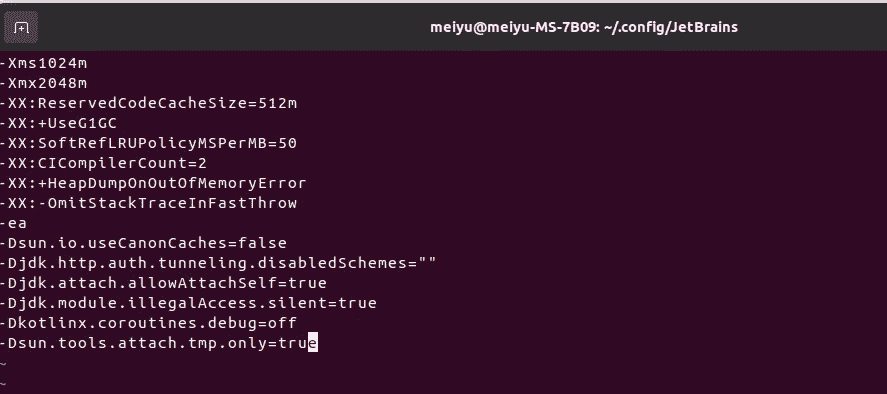 meiyu@meiyu-MS-7B09: ~/.config/JetBrains
-Xms1024m
-Xmx2048m
-XX:ReservedCodeCacheSize=512m
-XX:+UseG1GC
-XX:SoftRefLRUPolicyMSPerMB=50
-XX:CICompilerCount=2
-XX:+HeapDumpOnOutOfMemoryError
-XX:-OmitStackTraceInFastThrow
-ea
-Dsun.io.useCanonCaches=false
-Djdk.http.auth.tunneling.disabledSchemes=""
-Djdk.attach.allowAttachSelf=true
-Djdk.module.illegalAccess.silent=true
-Dkotlinx.coroutines.debug=off
-Dsun.tools.attach.tmp.only=true
~
~